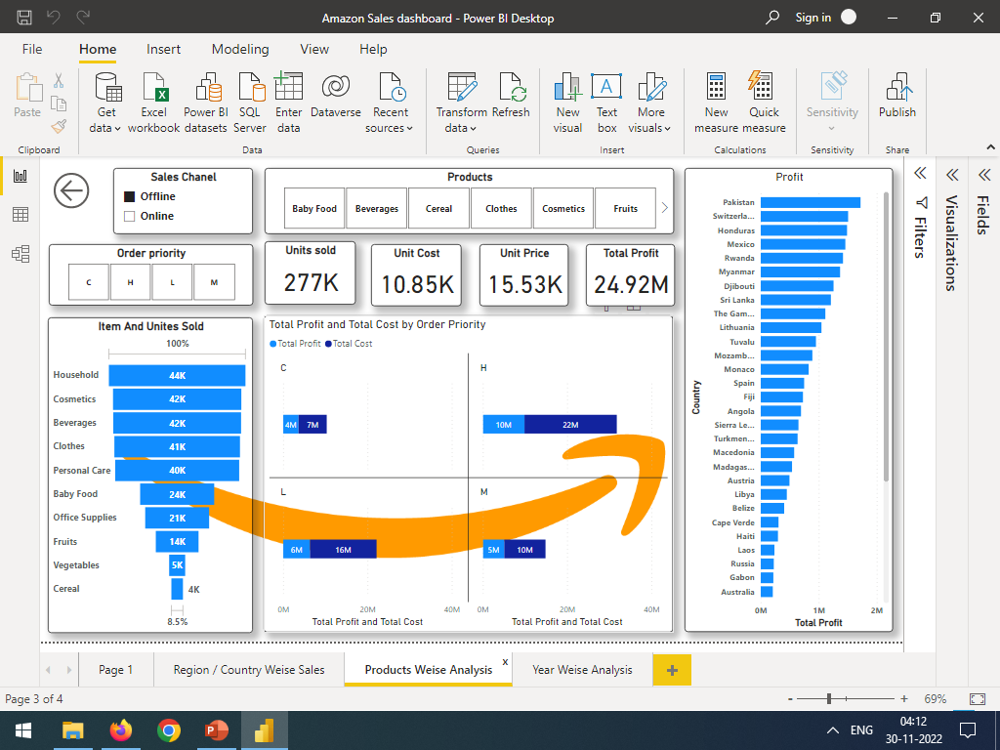 Amazon Sales dashboard - Power BI Desktop
Sign in
File Home Insert Modeling View Help
Paste
Get data
Excel workbook
Power BI datasets
SQL Server
Enter data
Dataverse
Recent sources
Transform data
Refresh
New visual
Text box
More visuals
New measure
Quick measure
Sensitivity
Publish
Clipboard Data Queries Insert Calculations Sensitivity Share
Sales Chanel
Offline
Online
Products
Baby Food Beverages Cereal Clothes Cosmetics Fruits
Order priority
C H L M
Units sold
277K
Unit Cost
10.85K
Unit Price
15.53K
Total Profit
24.92M
Item And Unites Sold
100%
Household 44K
Cosmetics 42K
Beverages 42K
Clothes 41K
Personal Care 40K
Baby Food 24K
Office Supplies 21K
Fruits 14K
Vegetables 5K
Cereal 4K
8.5%
Total Profit and Total Cost by Order Priority
Total Profit Total Cost
C H
4M 7M 10M 22M
L M
6M 16M 5M 10M
0M 20M 40M 0M 20M 40M
Total Profit and Total Cost Total Profit and Total Cost
Profit
Country
Pakistan
Switzerla...
Honduras
Mexico
Rwanda
Myanmar
Djibouti
Sri Lanka
The Gam...
Lithuania
Tuvalu
Mozamb...
Monaco
Spain
Fiji
Angola
Sierra Le...
Turkmen...
Macedonia
Madagas...
Austria
Libya
Belize
Cape Verde
Haiti
Laos
Russia
Gabon
Australia
0M 1M 2M
Total Profit
Filters
Visualizations
Fields
Page 1 Region / Country Weise Sales Products Weise Analysis x Year Weise Analysis +
Page 3 of 4
- + 69%
ENG
04:12
30-11-2022